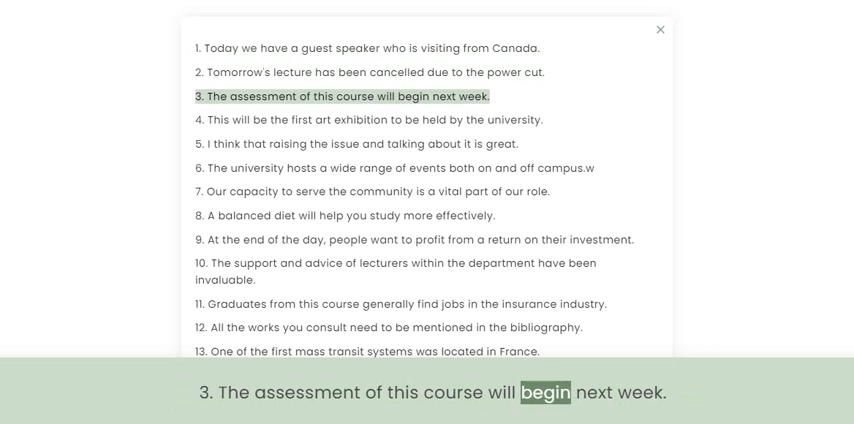 1. Today we have a guest speaker who is visiting from Canada.
2. Tomorrow's lecture has been cancelled due to the power cut.
3. The assessment of this course will begin next week.
4. This will be the first art exhibition to be held by the university.
5. I think that raising the issue and talking about it is great.
6. The university hosts a wide range of events both on and off campus.w
7. Our capacity to serve the community is a vital part of our role.
8. A balanced diet will help you study more effectively.
9. At the end of the day, people want to profit from a return on their investment.
10. The support and advice of lecturers within the department have been
invaluable.
11. Graduates from this course generally find jobs in the insurance industry.
12. All the works you consult need to be mentioned in the bibliography.
13. One of the first mass transit systems was located in France.
3. The assessment of this course will begin next week.